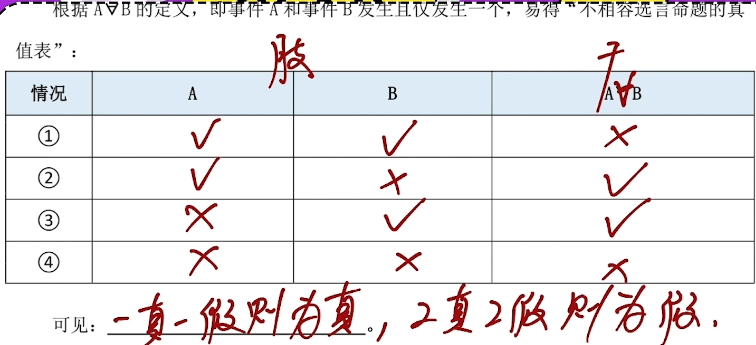 根据 A∀B 的定义，即事件 A 和事件 B 发生且仅发生一个，易得“不相容选言命题的真
值表”：
肢 干
情况 A B A∀B
① ✓ ✓ ×
② ✓ × ✓
③ × ✓ ✓
④ × × ×
可见：一真一假则为真。，2真2假则为假.